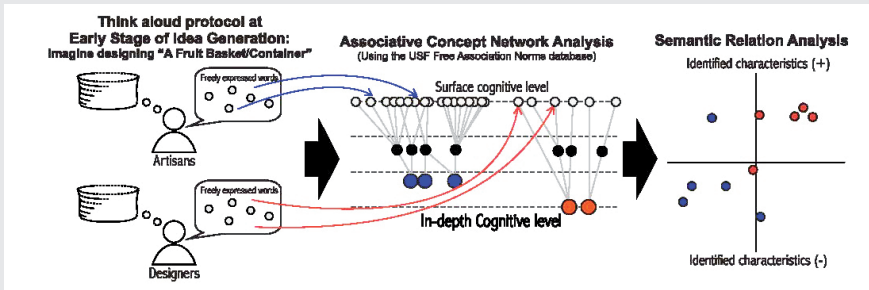 Think aloud protocol at
Early Stage of Idea Generation:
Imagine designing "A Fruit Basket/Container"
Freely expressed words
Artisans
Freely expressed words
Designers
Associative Concept Network Analysis
(Using the USF Free Association Norms database)
Surface cognitive level
In-depth Cognitive level
Semantic Relation Analysis
Identified characteristics (+)
Identified characteristics (-)